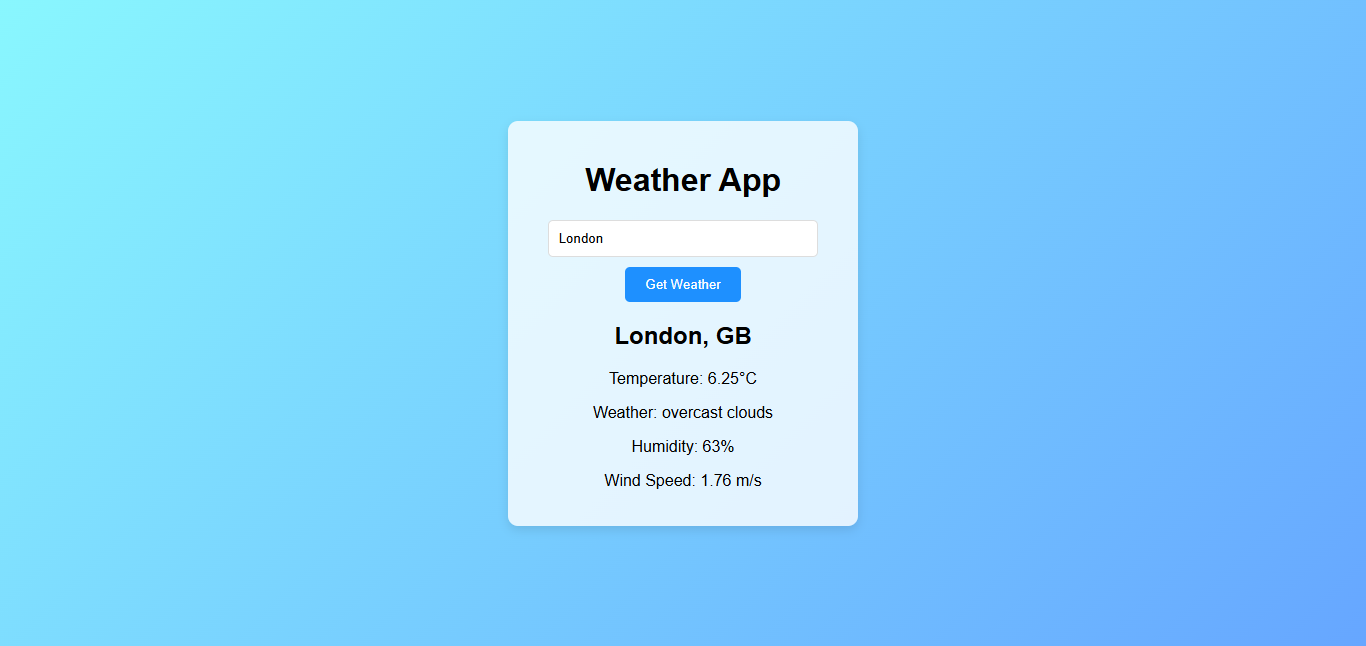 Weather App
London
Get Weather
London, GB
Temperature: 6.25°C
Weather: overcast clouds
Humidity: 63%
Wind Speed: 1.76 m/s